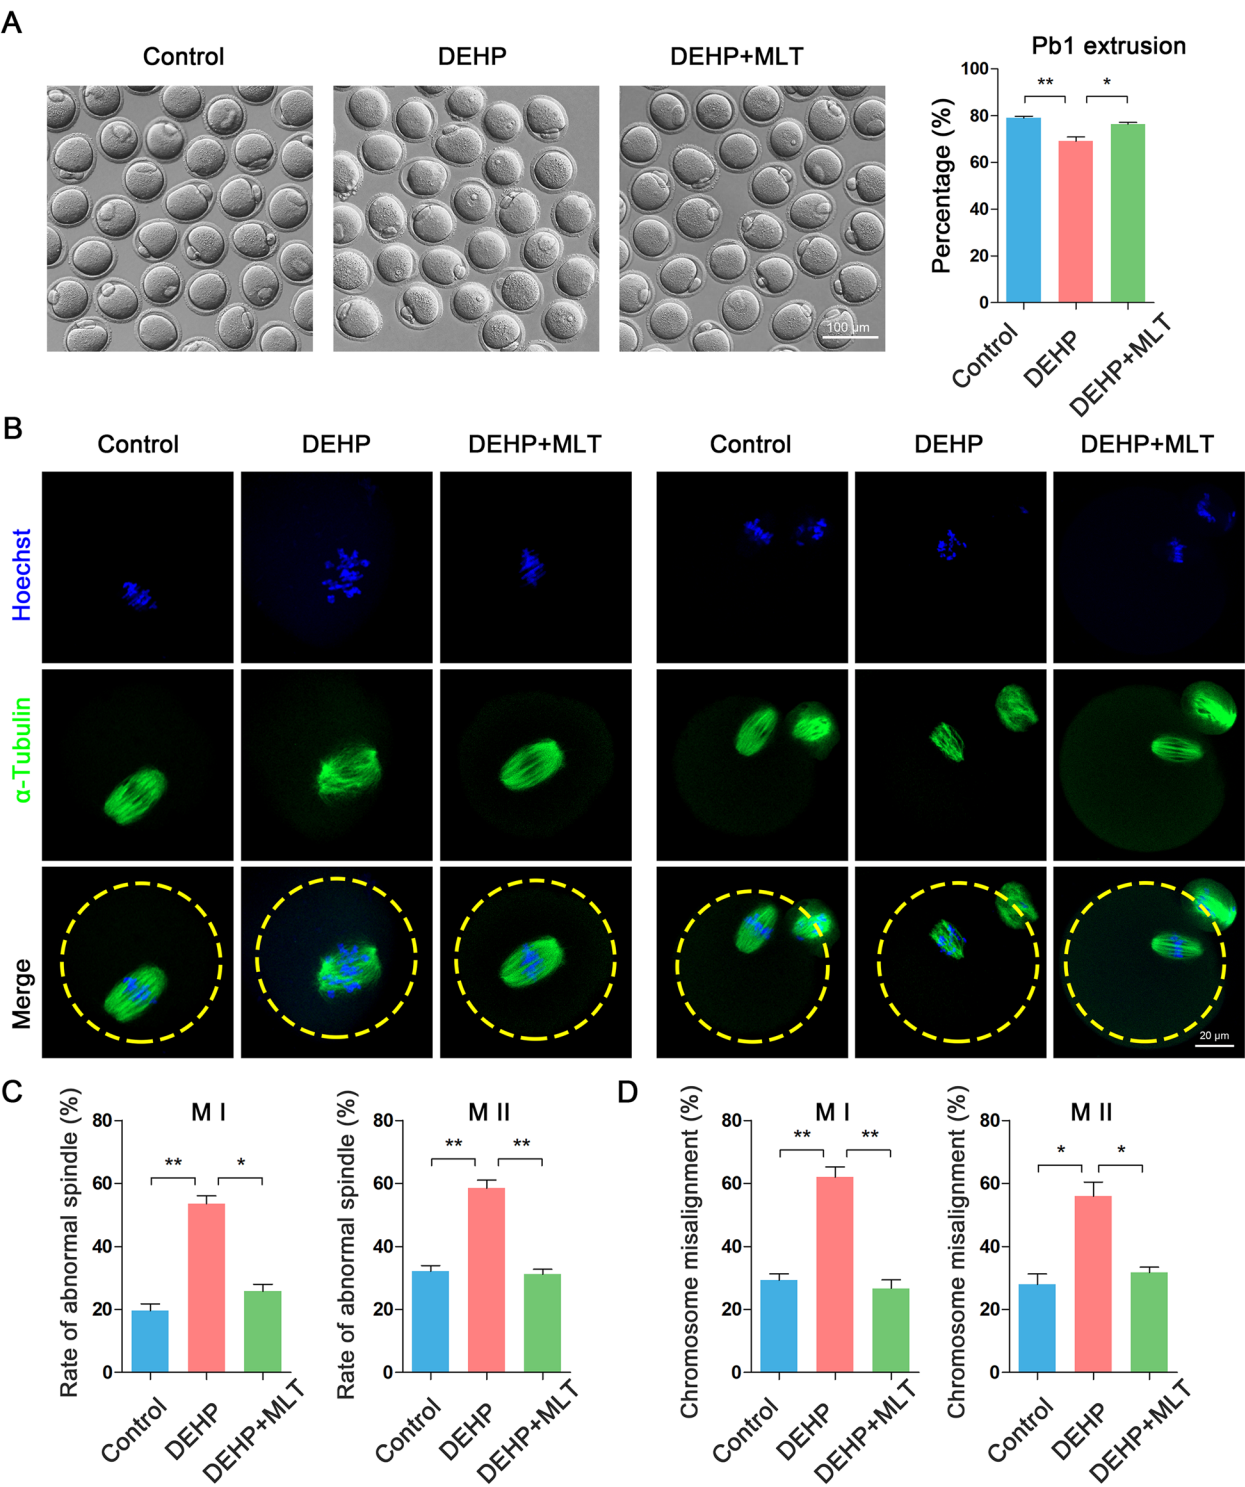 A
Control
DEHP
DEHP+MLT
100 µm
Pb1 extrusion
Percentage (%)
100
80
60
40
20
0
**
*
Control
DEHP
DEHP+MLT
B
Control
DEHP
DEHP+MLT
Control
DEHP
DEHP+MLT
Hoechst
α-Tubulin
Merge
20 µm
C
M I
Rate of abnormal spindle (%)
80
60
40
20
0
**
*
Control
DEHP
DEHP+MLT
M II
Rate of abnormal spindle (%)
80
60
40
20
0
**
**
Control
DEHP
DEHP+MLT
D
M I
Chromosome misalignment (%)
80
60
40
20
0
**
**
Control
DEHP
DEHP+MLT
M II
Chromosome misalignment (%)
80
60
40
20
0
*
*
Control
DEHP
DEHP+MLT